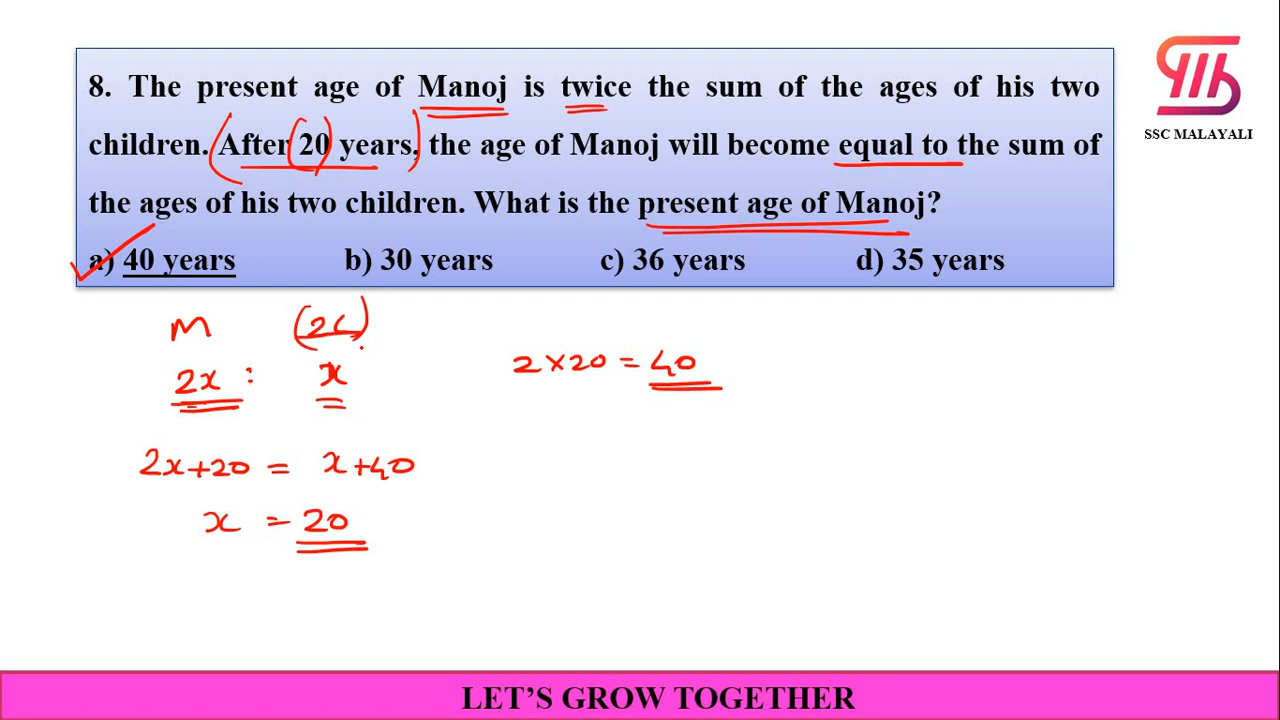 8. The present age of Manoj is twice the sum of the ages of his two
children. (After (20) years,) the age of Manoj will become equal to the sum of
the ages of his two children. What is the present age of Manoj?
a) 40 years b) 30 years c) 36 years d) 35 years
SSC MALAYALI
M (2C)
2x : x
2x+20 = x+40
x = 20
2×20 = 40
LET'S GROW TOGETHER